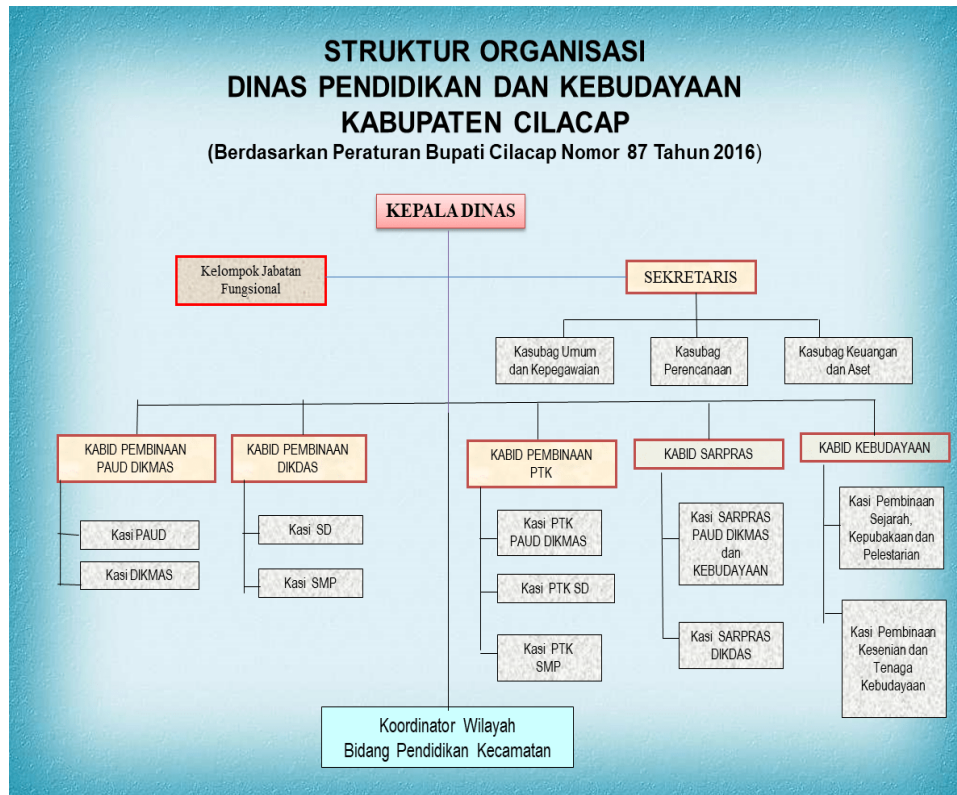 STRUKTUR ORGANISASI
DINAS PENDIDIKAN DAN KEBUDAYAAN
KABUPATEN CILACAP
(Berdasarkan Peraturan Bupati Cilacap Nomor 87 Tahun 2016)
KEPALA DINAS
Kelompok Jabatan
Fungsional
SEKRETARIS
Kasubag Umum
dan Kepegawaian
Kasubag
Perencanaan
Kasubag Keuangan
dan Aset
KABID PEMBINAAN
PAUD DIKMAS
Kasi PAUD
Kasi DIKMAS
KABID PEMBINAAN
DIKDAS
Kasi SD
Kasi SMP
KABID PEMBINAAN
PTK
Kasi PTK
PAUD DIKMAS
Kasi PTK SD
Kasi PTK
SMP
KABID SARPRAS
Kasi SARPRAS
PAUD DIKMAS
dan
KEBUDAYAAN
Kasi SARPRAS
DIKDAS
KABID KEBUDAYAAN
Kasi Pembinaan
Sejarah,
Kepubakaan dan
Pelestarian
Kasi Pembinaan
Kesenian dan
Tenaga
Kebudayaan
Koordinator Wilayah
Bidang Pendidikan Kecamatan